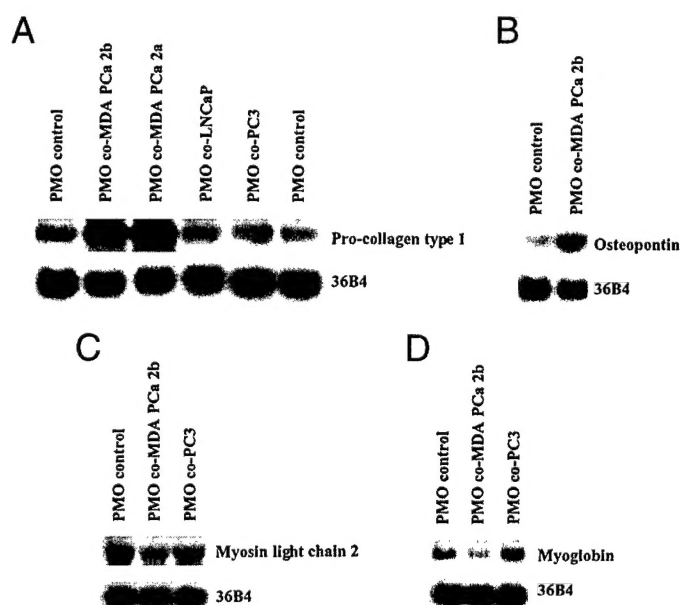 A
PMO control
PMO co-MDA PCa 2b
PMO co-MDA PCa 2a
PMO co-LNCaP
PMO co-PC3
PMO control
Pro-collagen type I
36B4
B
PMO control
PMO co-MDA PCa 2b
Osteopontin
36B4
C
PMO control
PMO co-MDA PCa 2b
PMO co-PC3
Myosin light chain 2
36B4
D
PMO control
PMO co-MDA PCa 2b
PMO co-PC3
Myoglobin
36B4